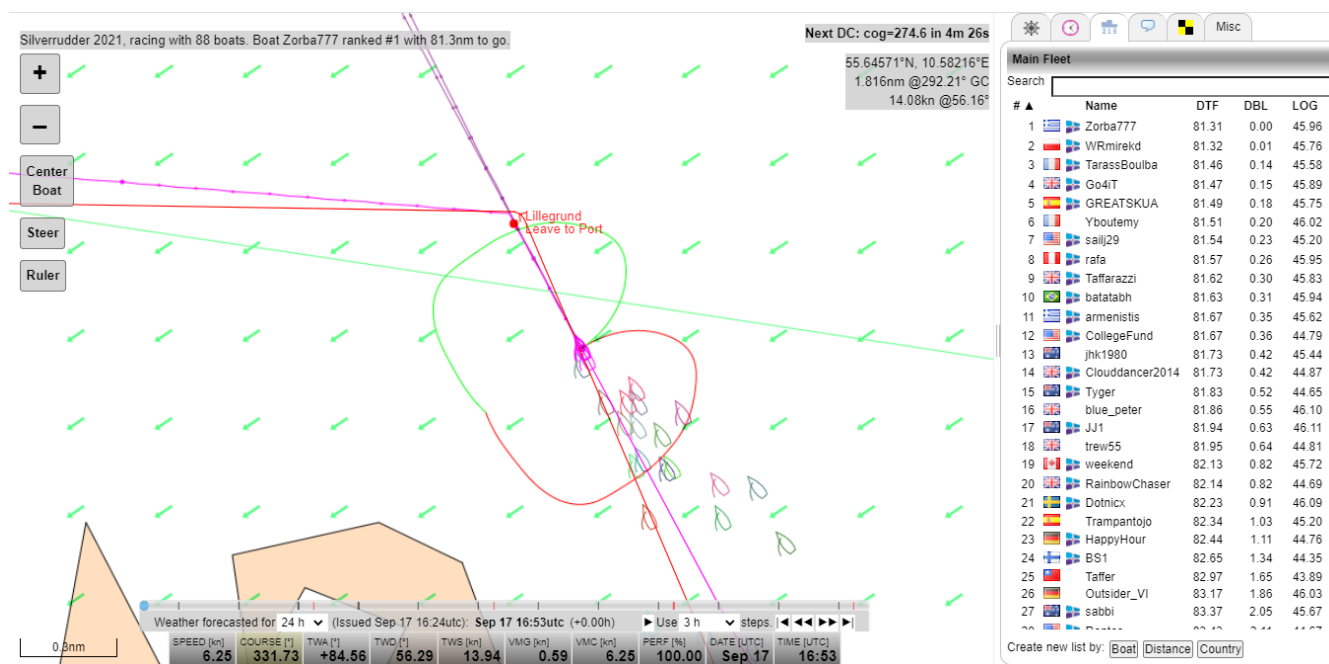 Silverrudder 2021, racing with 88 boats. Boat Zorba777 ranked #1 with 81.3nm to go.
Next DC: cog=274.6 in 4m 26s
55.64571°N, 10.58216°E
1.816nm @292.21° GC
14.08kn @56.16°
+
–
Center
Boat
Steer
Ruler
Lillegrund
Leave to Port
0.3nm
Weather forecasted for 24 h (Issued Sep 17 16:24utc): Sep 17 16:53utc (+0.00h) Use 3 h steps.
SPEED [kn] COURSE [°] TWA [°] TWD [°] TWS [kn] VMG [kn] VMC [kn] PERF [%] DATE [UTC] TIME [UTC]
6.25 331.73 +84.56 56.29 13.94 0.59 6.25 100.00 Sep 17 16:53
Misc
Main Fleet
Search
# ▲ Name DTF DBL LOG
1 Zorba777 81.31 0.00 45.96
2 WRmirekd 81.32 0.01 45.76
3 TarassBoulba 81.46 0.14 45.58
4 Go4iT 81.47 0.15 45.89
5 GREATSKUA 81.49 0.18 45.75
6 Yboutemy 81.51 0.20 46.02
7 sailj29 81.54 0.23 45.20
8 rafa 81.57 0.26 45.95
9 Taffarazzi 81.62 0.30 45.83
10 batatabh 81.63 0.31 45.94
11 armenistis 81.67 0.35 45.62
12 CollegeFund 81.67 0.36 44.79
13 jhk1980 81.73 0.42 45.44
14 Clouddancer2014 81.73 0.42 44.87
15 Tyger 81.83 0.52 44.65
16 blue_peter 81.86 0.55 46.10
17 JJ1 81.94 0.63 46.11
18 trew55 81.95 0.64 44.81
19 weekend 82.13 0.82 45.72
20 RainbowChaser 82.14 0.82 44.69
21 Dotnicx 82.23 0.91 46.09
22 Trampantojo 82.34 1.03 45.20
23 HappyHour 82.44 1.11 44.76
24 BS1 82.65 1.34 44.35
25 Taffer 82.97 1.65 43.89
26 Outsider_VI 83.17 1.86 46.03
27 sabbi 83.37 2.05 45.67
Create new list by: Boat Distance Country